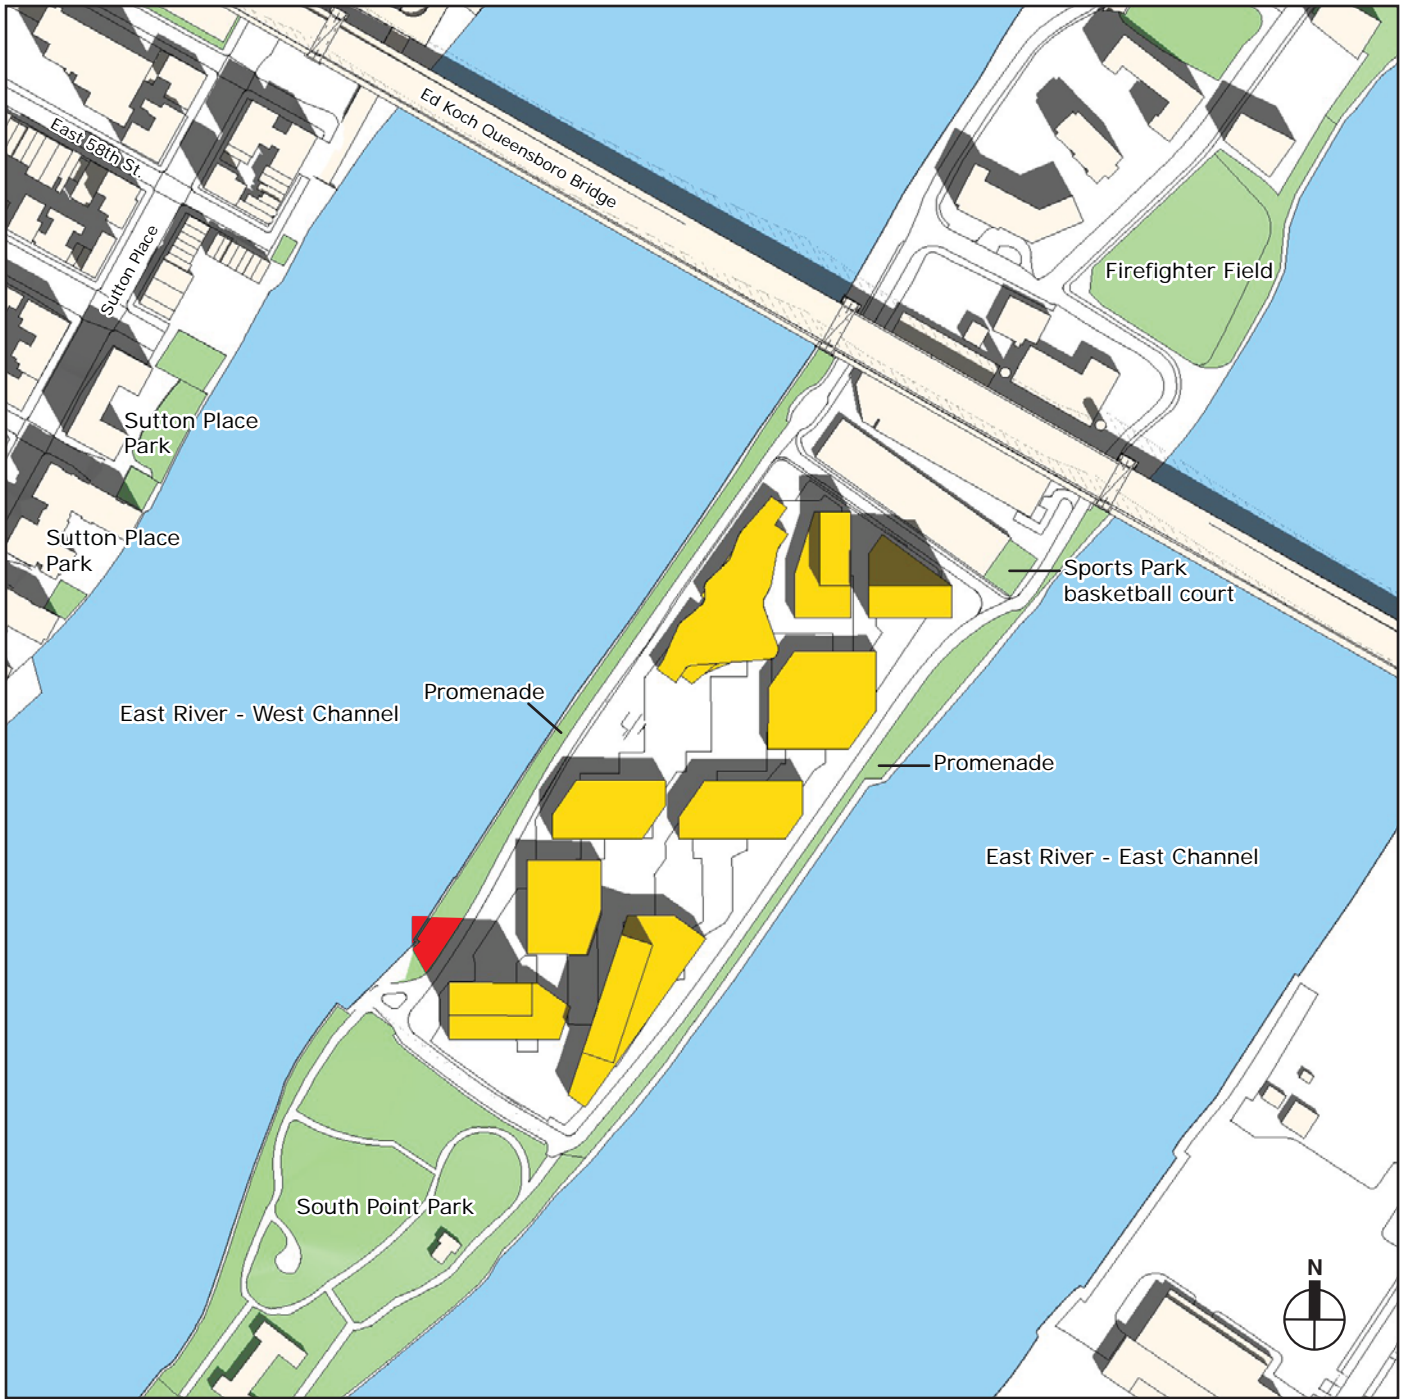 Ed Koch Queensboro Bridge
East 58th St.
Sutton Place
Firefighter Field
Sutton Place
Park
Sutton Place
Park
Sports Park
basketball court
Promenade
East River - West Channel
Promenade
East River - East Channel
South Point Park
N